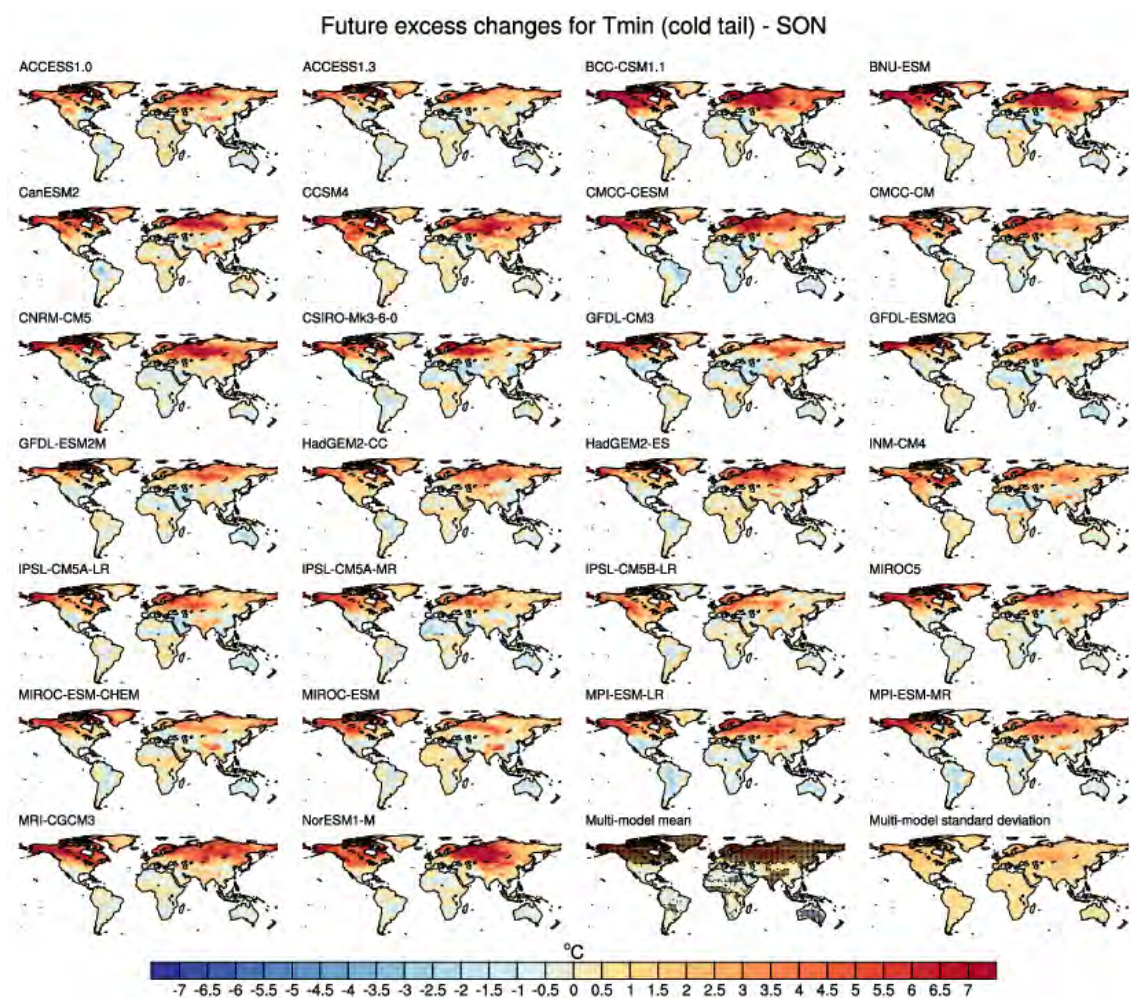 Future excess changes for Tmin (cold tail) - SON
ACCESS1.0 ACCESS1.3 BCC-CSM1.1 BNU-ESM
CanESM2 CCSM4 CMCC-CESM CMCC-CM
CNRM-CM5 CSIRO-Mk3-6-0 GFDL-CM3 GFDL-ESM2G
GFDL-ESM2M HadGEM2-CC HadGEM2-ES INM-CM4
IPSL-CM5A-LR IPSL-CM5A-MR IPSL-CM5B-LR MIROC5
MIROC-ESM-CHEM MIROC-ESM MPI-ESM-LR MPI-ESM-MR
MRI-CGCM3 NorESM1-M Multi-model mean Multi-model standard deviation
°C
-7 -6.5 -6 -5.5 -5 -4.5 -4 -3.5 -3 -2.5 -2 -1.5 -1 -0.5 0 0.5 1 1.5 2 2.5 3 3.5 4 4.5 5 5.5 6 6.5 7